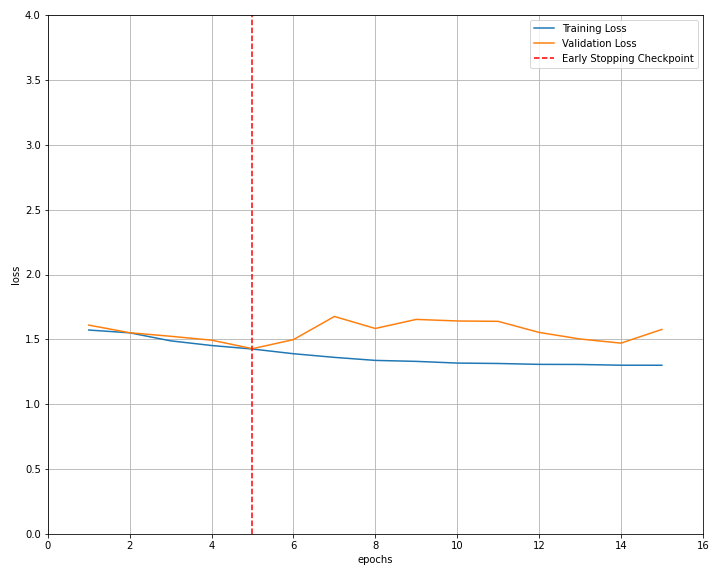 Training Loss
Validation Loss
Early Stopping Checkpoint
4.0
3.5
3.0
2.5
2.0
1.5
1.0
0.5
0.0
loss
0 2 4 6 8 10 12 14 16
epochs